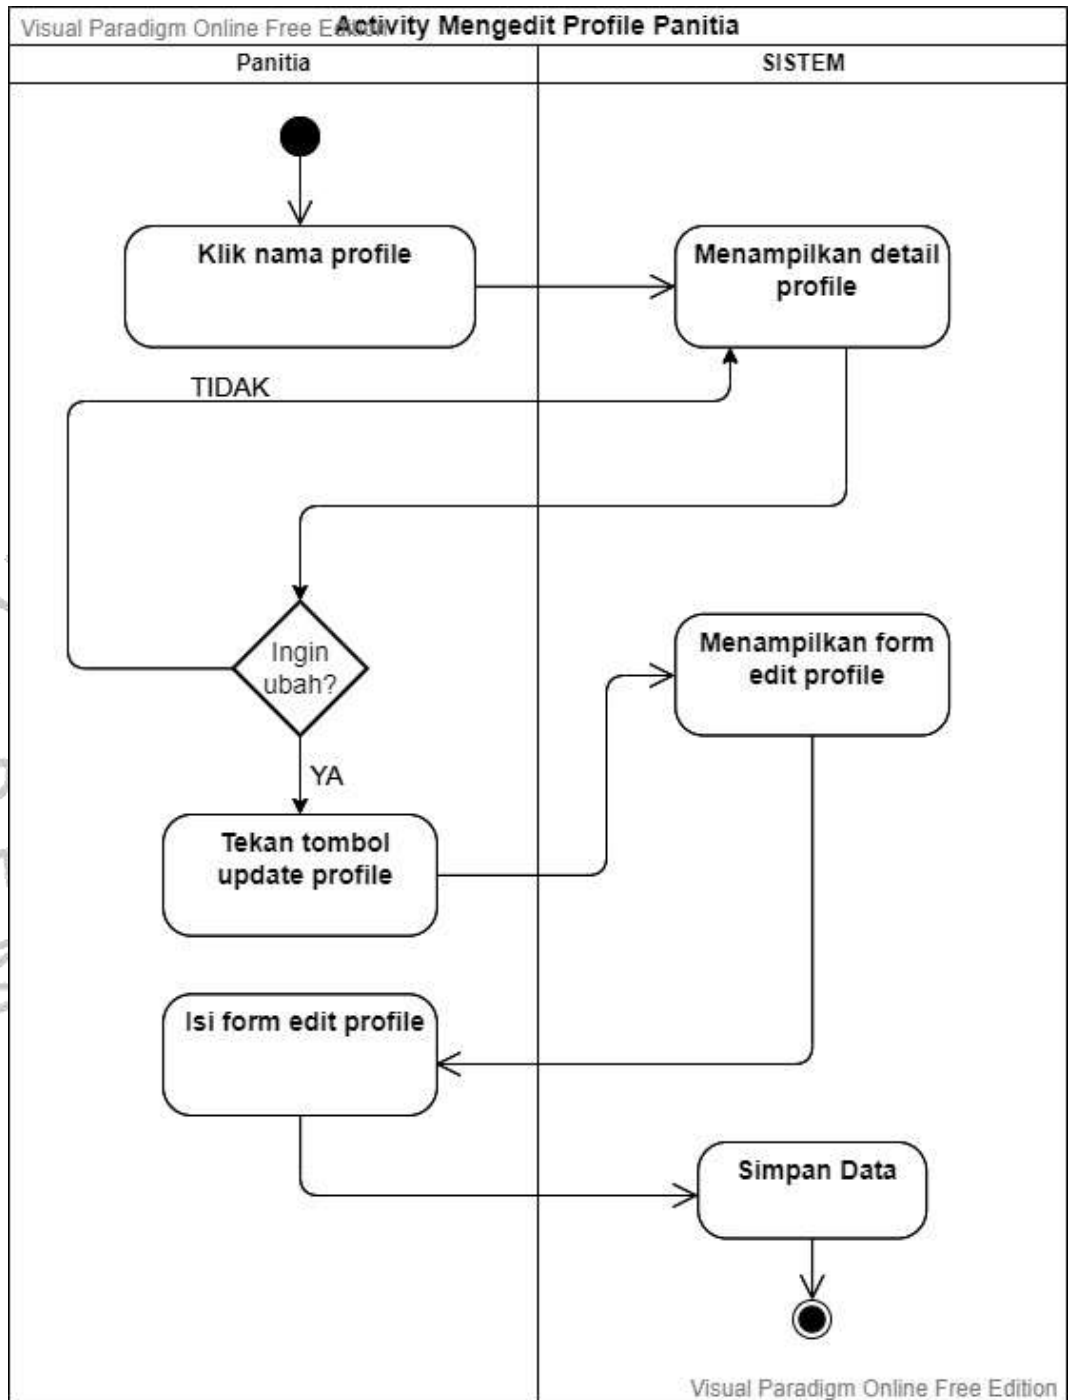 Visual Paradigm Online Free Edition
Activity Mengedit Profile Panitia
Panitia
SISTEM
Klik nama profile
Menampilkan detail
profile
TIDAK
Ingin
ubah?
Menampilkan form
edit profile
YA
Tekan tombol
update profile
Isi form edit profile
Simpan Data
Visual Paradigm Online Free Edition